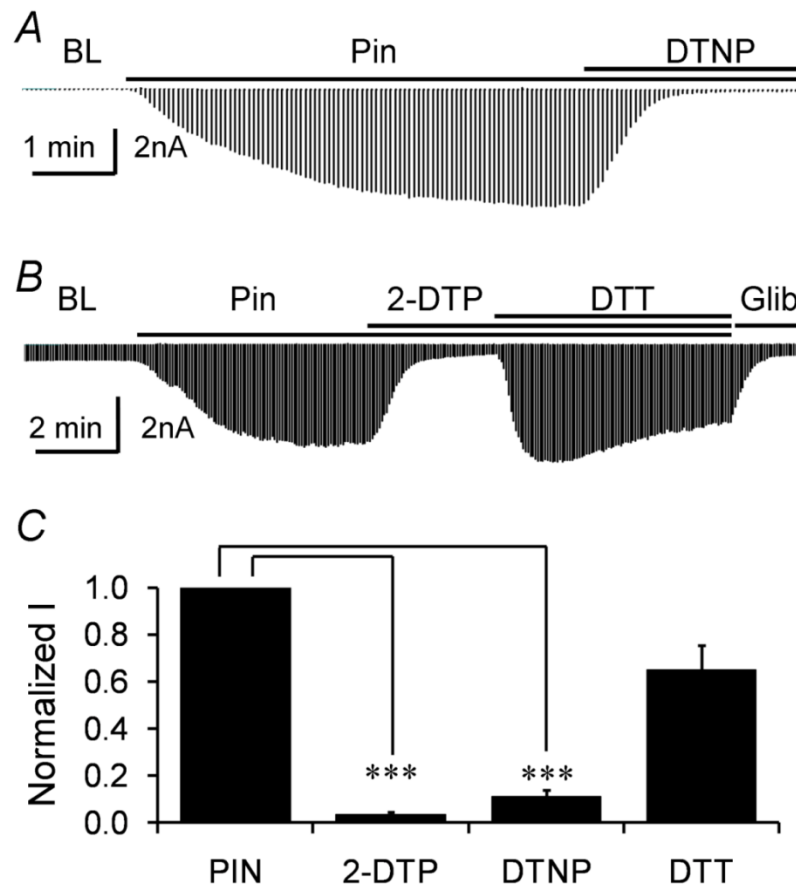 A
BL Pin DTNP
1 min 2nA
B
BL Pin 2-DTP DTT Glib
2 min 2nA
C
Normalized I
1.0
0.8
0.6
0.4
0.2
0.0
*** ***
PIN 2-DTP DTNP DTT